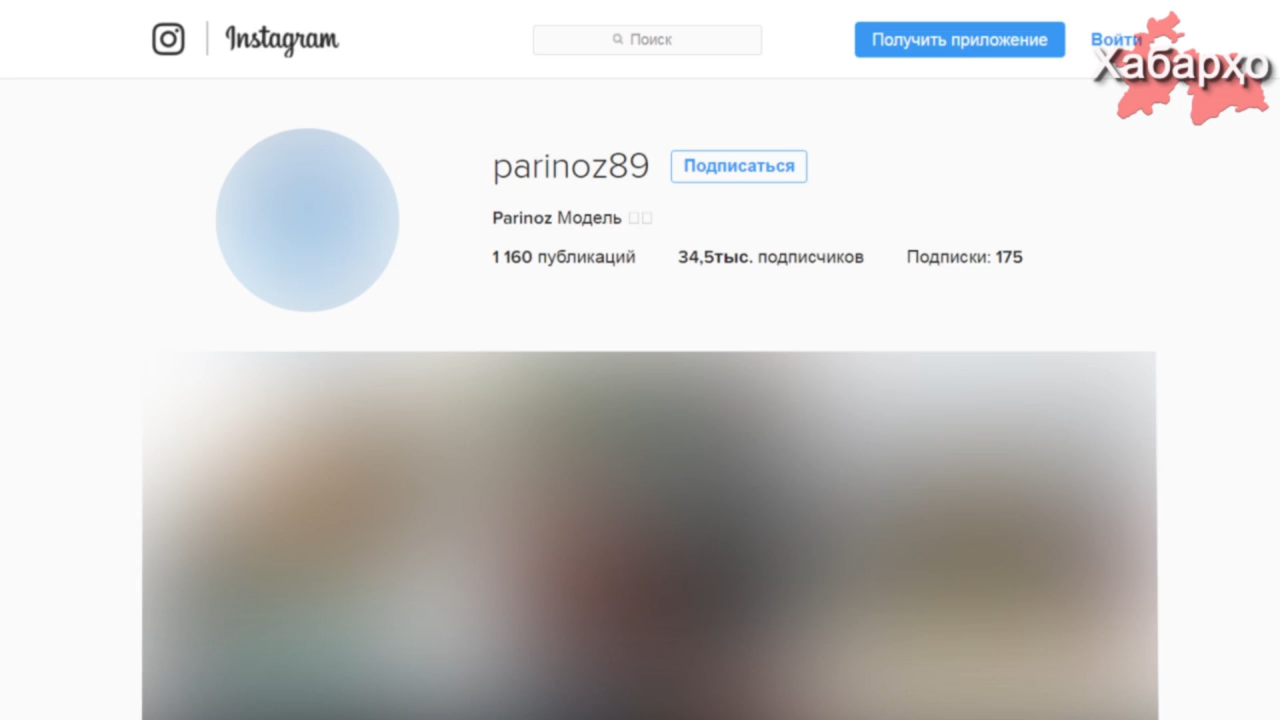 Instagram
Поиск
Получить приложение
Войти
Хабарҳо
parinoz89
Подписаться
Parinoz Модель
1 160 публикаций
34,5тыс. подписчиков
Подписки: 175